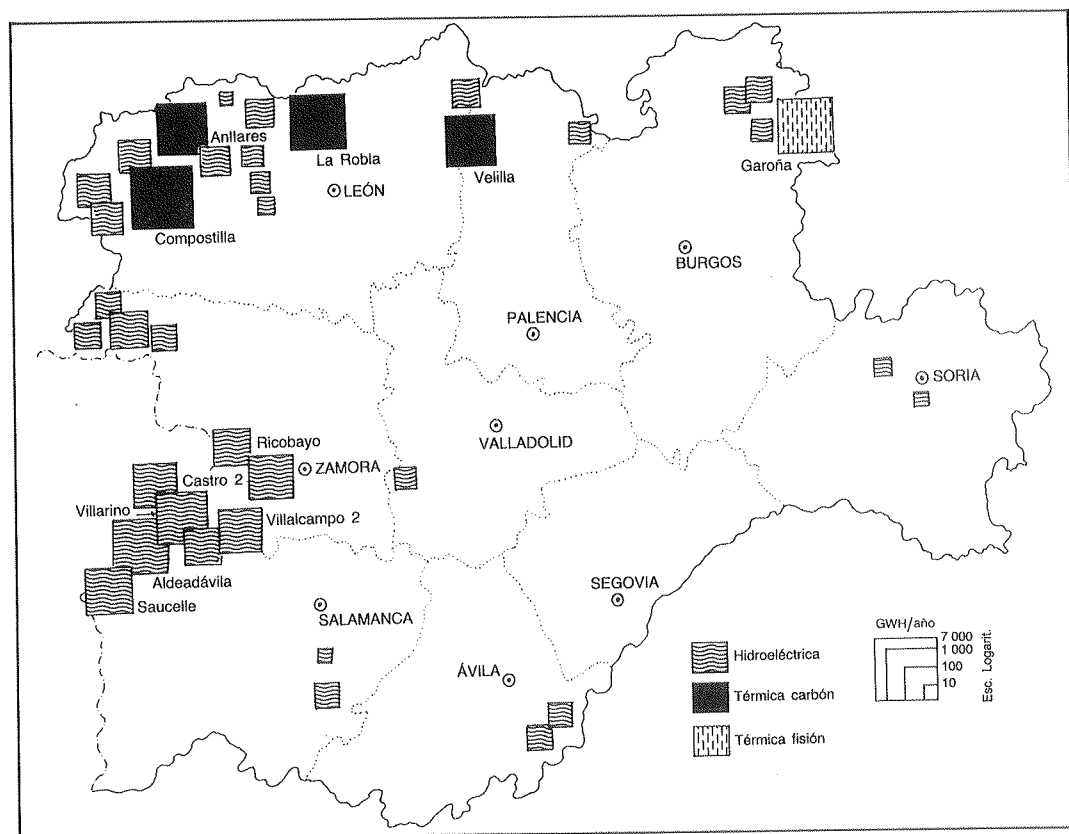 Anllares
La Robla
Velilla
Garoña
LEÓN
Compostilla
BURGOS
PALENCIA
SORIA
VALLADOLID
Ricobayo
ZAMORA
Castro 2
Villarino
Villalcampo 2
Aldeadávila
Saucelle
SEGOVIA
SALAMANCA
ÁVILA
Hidroeléctrica
Térmica carbón
Térmica fisión
GWH/año
7 000
1 000
100
10
Esc. Logarit.